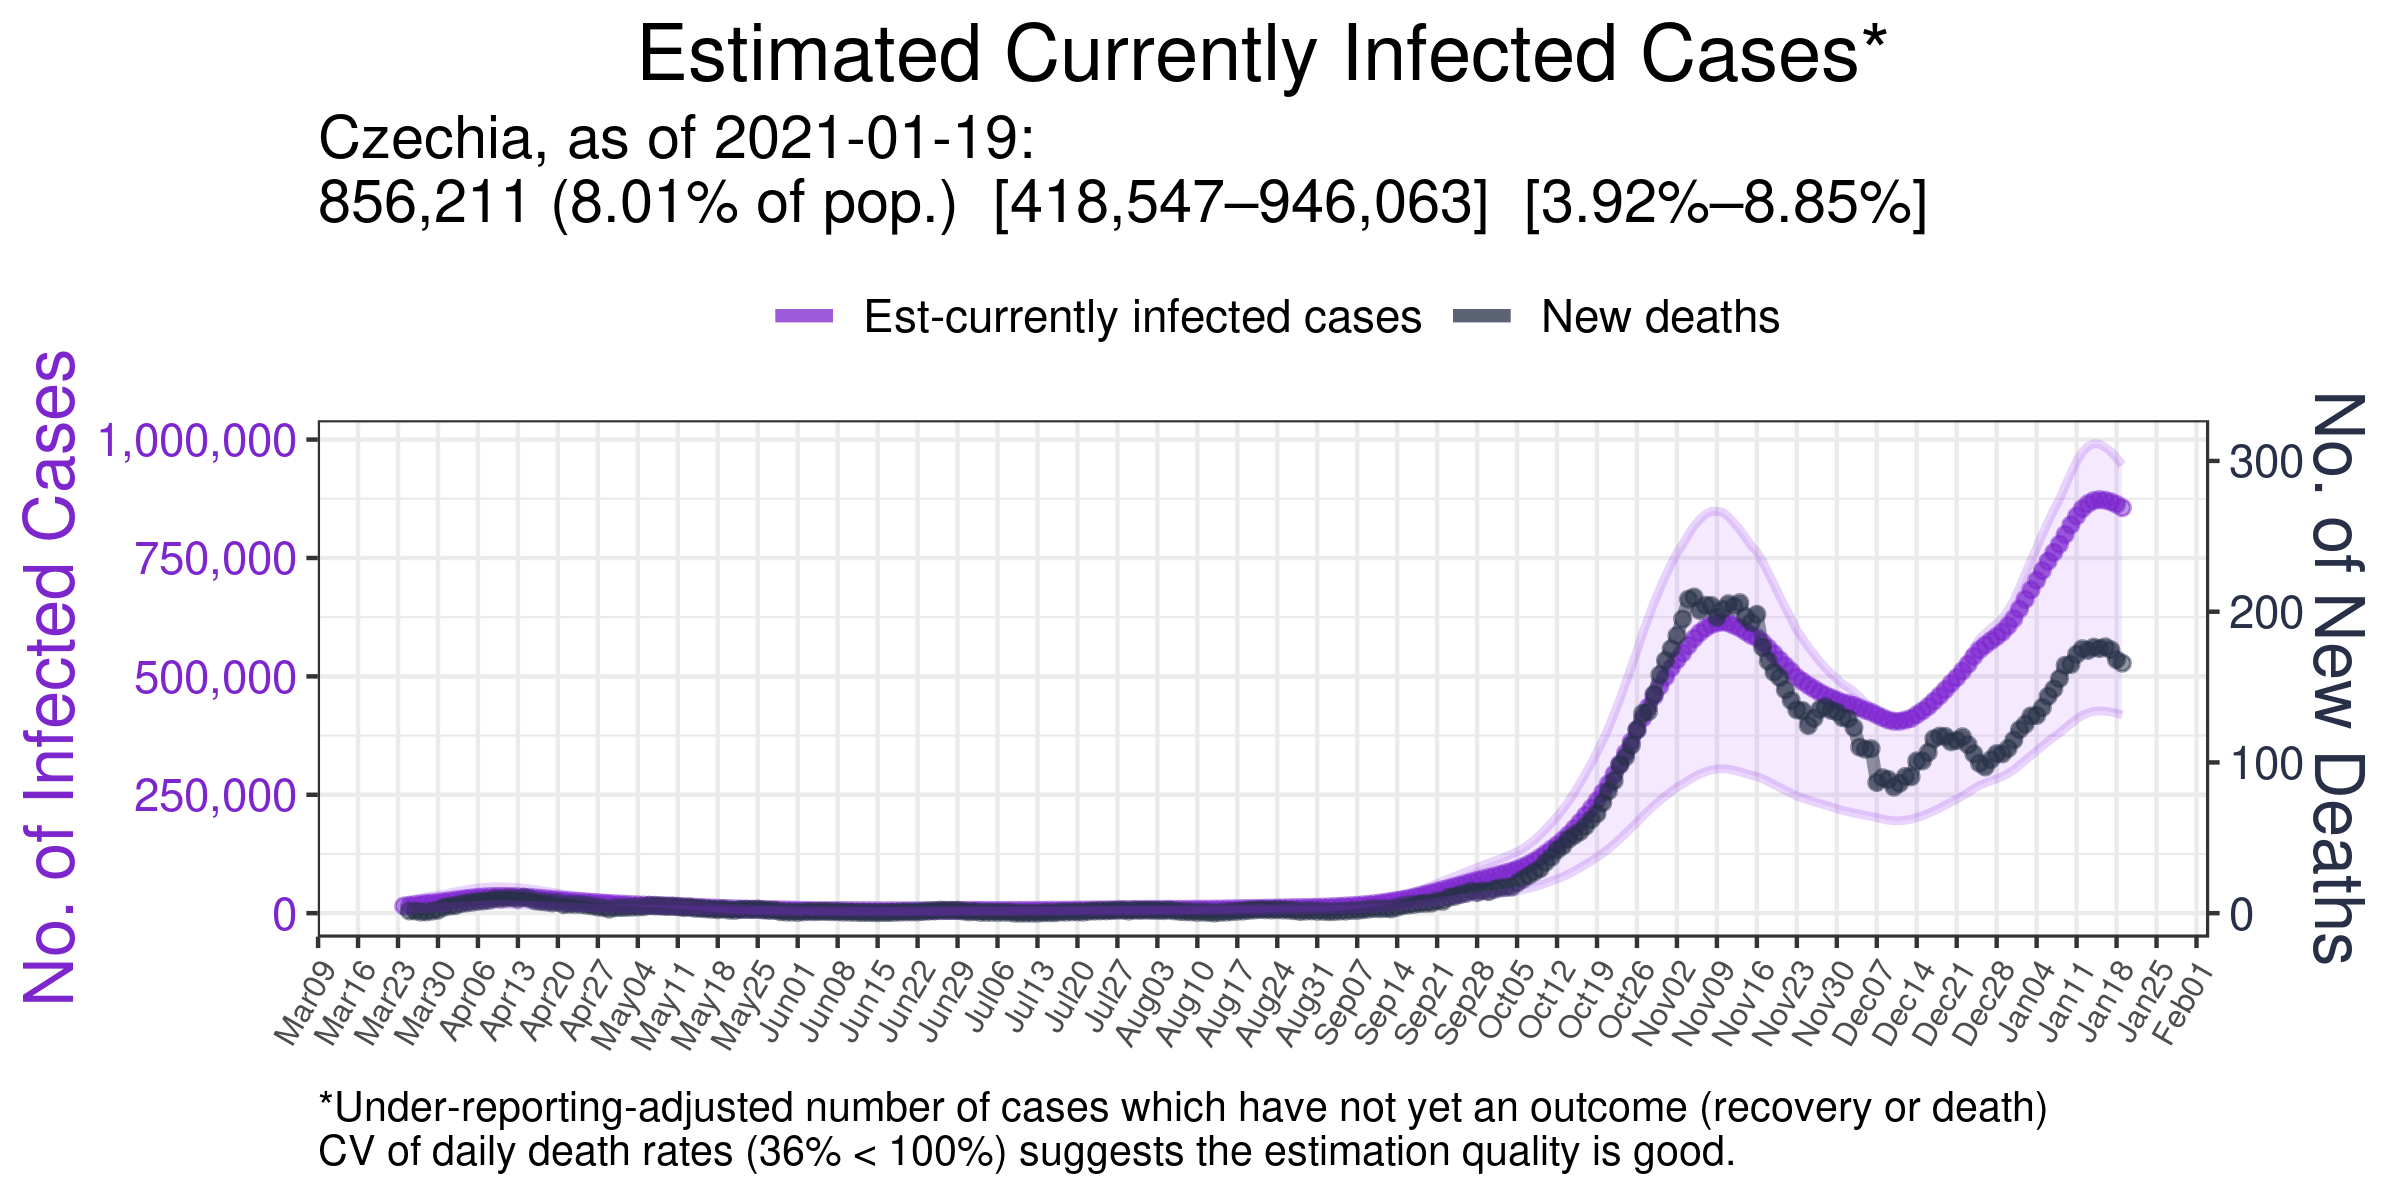 Estimated Currently Infected Cases*
Czechia, as of 2021-01-19:
856,211 (8.01% of pop.) [418,547–946,063] [3.92%–8.85%]
Est-currently infected cases
New deaths
No. of Infected Cases
1,000,000
750,000
500,000
250,000
0
No. of New Deaths
300
200
100
0
Mar09
Mar16
Mar23
Mar30
Apr06
Apr13
Apr20
Apr27
May04
May11
May18
May25
Jun01
Jun08
Jun15
Jun22
Jun29
Jul06
Jul13
Jul20
Jul27
Aug03
Aug10
Aug17
Aug24
Aug31
Sep07
Sep14
Sep21
Sep28
Oct05
Oct12
Oct19
Oct26
Nov02
Nov09
Nov16
Nov23
Nov30
Dec07
Dec14
Dec21
Dec28
Jan04
Jan11
Jan18
Jan25
Feb01
*Under-reporting-adjusted number of cases which have not yet an outcome (recovery or death)
CV of daily death rates (36% < 100%) suggests the estimation quality is good.